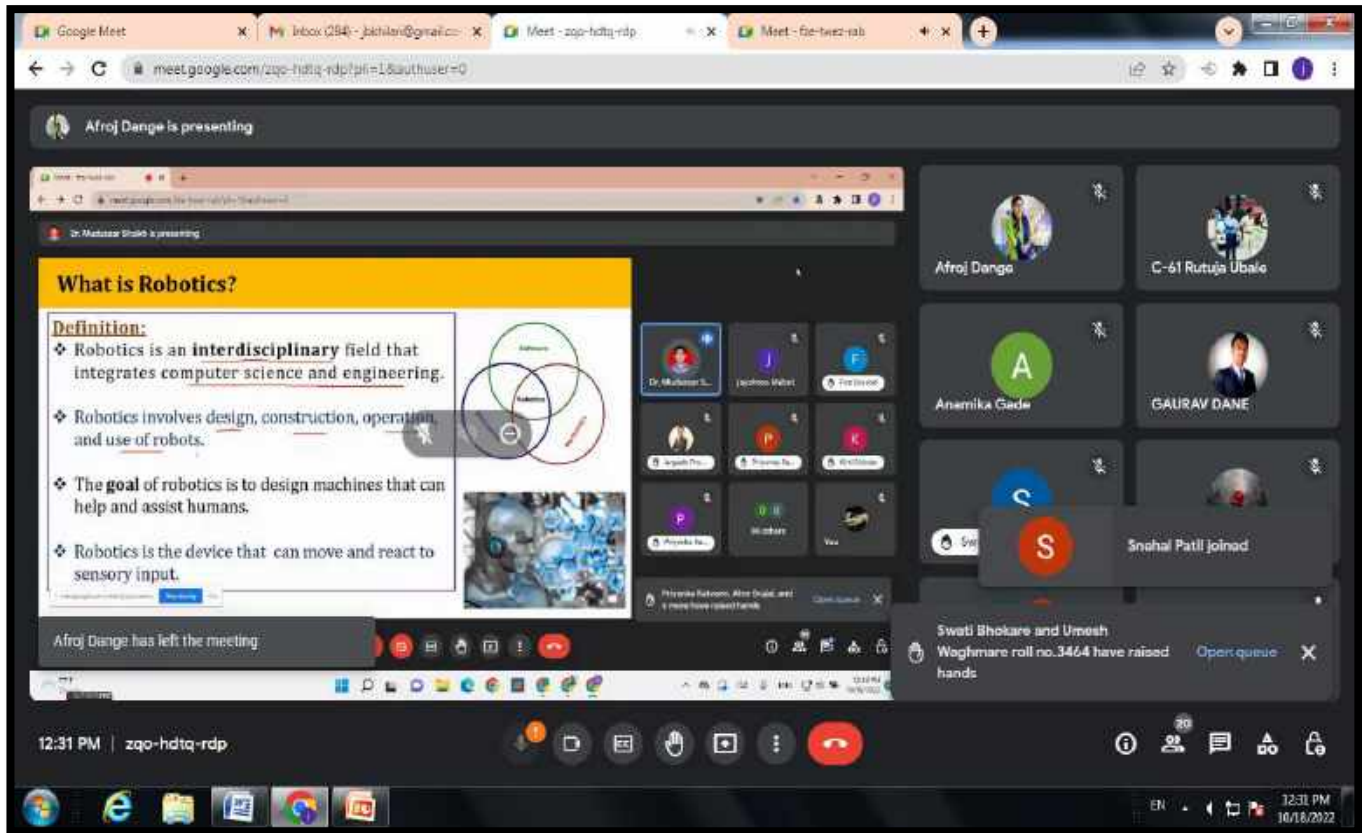 Google Meet
Meet - zqo-hdtq-rdp
Meet - fze-twez-rab
meet.google.com/zqo-hdtq-rdp?pli=1&authuser=0
Afroj Dange is presenting
is presenting
What is Robotics?
Definition:
❖ Robotics is an interdisciplinary field that
integrates computer science and engineering.
❖ Robotics involves design, construction, operation,
and use of robots.
❖ The goal of robotics is to design machines that can
help and assist humans.
❖ Robotics is the device that can move and react to
sensory input.
Robotics
J
F
P
K
P
You
Open queue
Afroj Dange has left the meeting
Afroj Dange
C-61 Rutuja Ubale
A
Anamika Gade
GAURAV DANE
S
S
Snehal Patil joined
Swati Bhokare and Umesh
Waghmare roll no.3464 have raised
hands
Open queue
12:31 PM | zqo-hdtq-rdp
20
EN
12:31 PM
10/18/2022